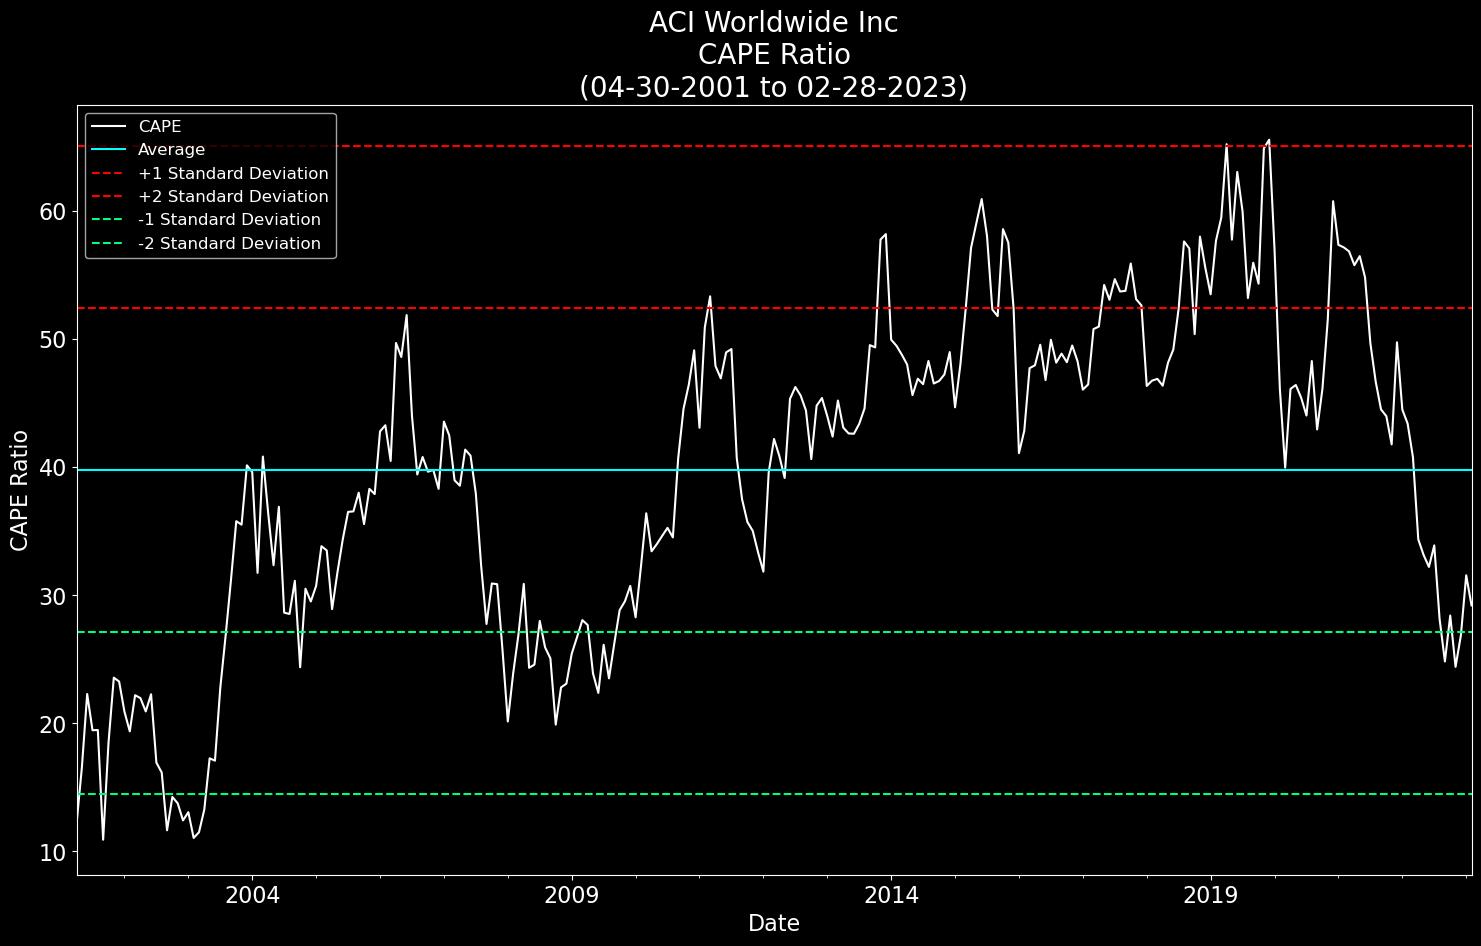 ACI Worldwide Inc
CAPE Ratio
(04-30-2001 to 02-28-2023)
CAPE
Average
+1 Standard Deviation
+2 Standard Deviation
-1 Standard Deviation
-2 Standard Deviation
60
50
40
30
20
10
CAPE Ratio
2004
2009
2014
2019
Date